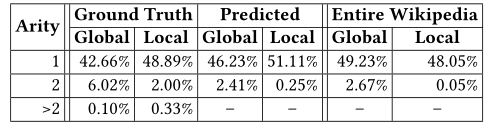 Arity Ground Truth Predicted Entire Wikipedia
Global Local Global Local Global Local
1 42.66% 48.89% 46.23% 51.11% 49.23% 48.05%
2 6.02% 2.00% 2.41% 0.25% 2.67% 0.05%
>2 0.10% 0.33% – – – –